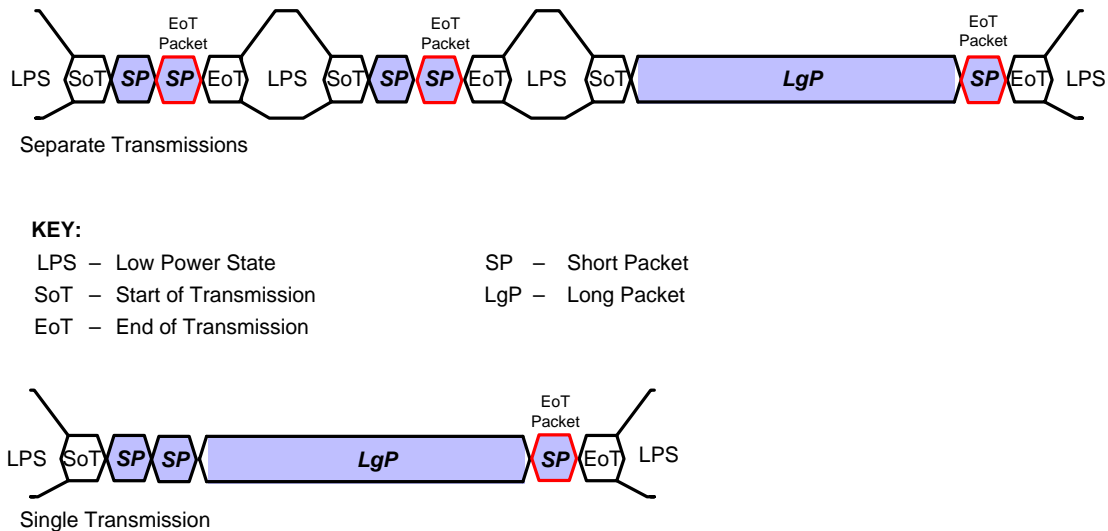 EoT
Packet
EoT
Packet
EoT
Packet
LPS SoT SP SP EoT LPS SoT SP SP EoT LPS SoT LgP SP EoT LPS
Separate Transmissions
KEY:
LPS – Low Power State SP – Short Packet
SoT – Start of Transmission LgP – Long Packet
EoT – End of Transmission
EoT
Packet
LPS SoT SP SP LgP SP EoT LPS
Single Transmission